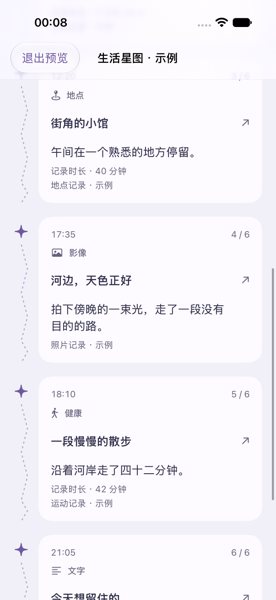 00:08
退出预览
生活星图 · 示例
地点
街角的小馆
午间在一个熟悉的地方停留。
记录时长 · 40 分钟
地点记录 · 示例
17:35
4 / 6
影像
河边，天色正好
拍下傍晚的一束光，走了一段没有
目的的路。
照片记录 · 示例
18:10
5 / 6
健康
一段慢慢的散步
沿着河岸走了四十二分钟。
记录时长 · 42 分钟
运动记录 · 示例
21:05
6 / 6
文字
今天想留住的